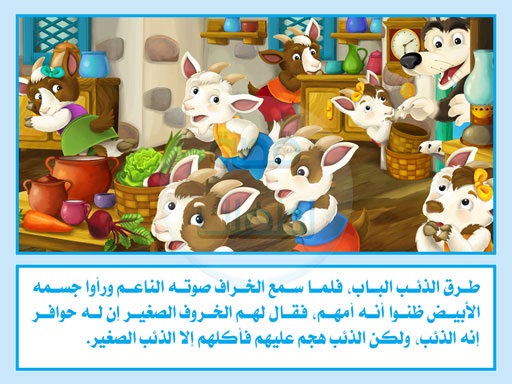 طرق الذئب الباب، فلما سمع الخراف صوته الناعم ورأوا جسمه
الأبيض ظنوا أنه أمهم، فقال لهم الخروف الصغير إن له حوافر
إنه الذئب، ولكن الذئب هجم عليهم فأكلهم إلا الذئب الصغير.